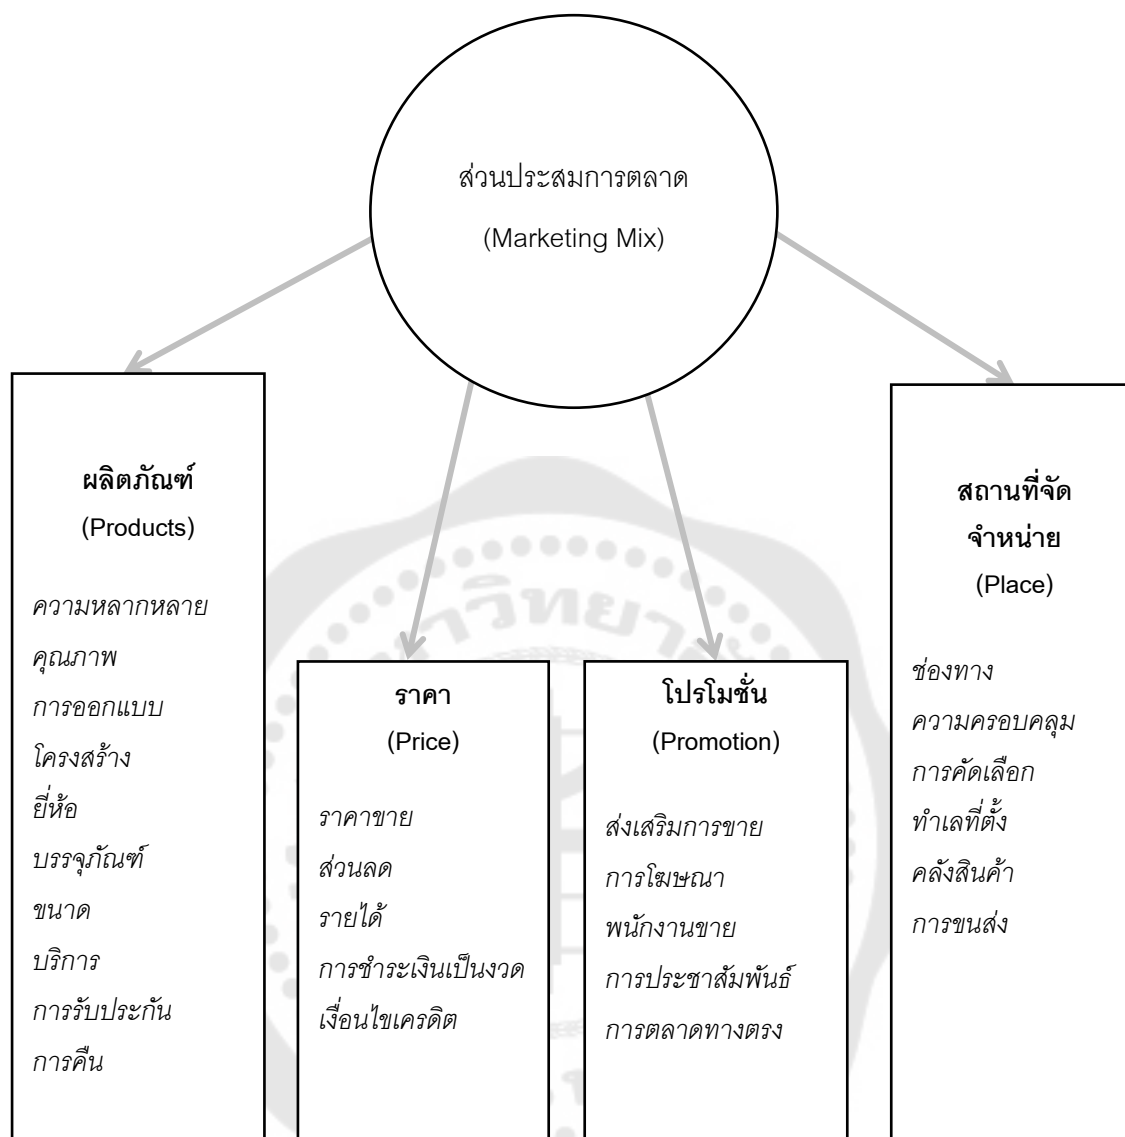 ส่วนประสมการตลาด
(Marketing Mix)
ผลิตภัณฑ์
(Products)
ความหลากหลาย
คุณภาพ
การออกแบบ
โครงสร้าง
ยี่ห้อ
บรรจุภัณฑ์
ขนาด
บริการ
การรับประกัน
การคืน
ราคา
(Price)
ราคาขาย
ส่วนลด
รายได้
การชำระเงินเป็นงวด
เงื่อนไขเครดิต
โปรโมชั่น
(Promotion)
ส่งเสริมการขาย
การโฆษณา
พนักงานขาย
การประชาสัมพันธ์
การตลาดทางตรง
สถานที่จัด
จำหน่าย
(Place)
ช่องทาง
ความครอบคลุม
การคัดเลือก
ทำเลที่ตั้ง
คลังสินค้า
การขนส่ง